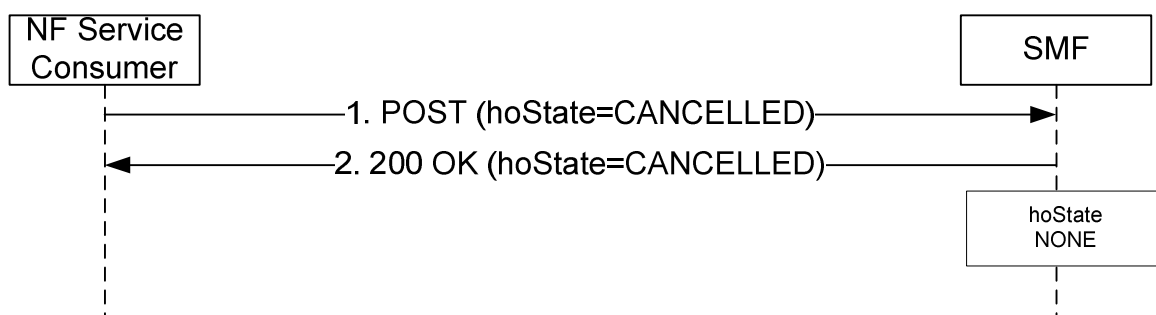 NF Service
Consumer
SMF
1. POST (hoState=CANCELLED)
2. 200 OK (hoState=CANCELLED)
hoState
NONE